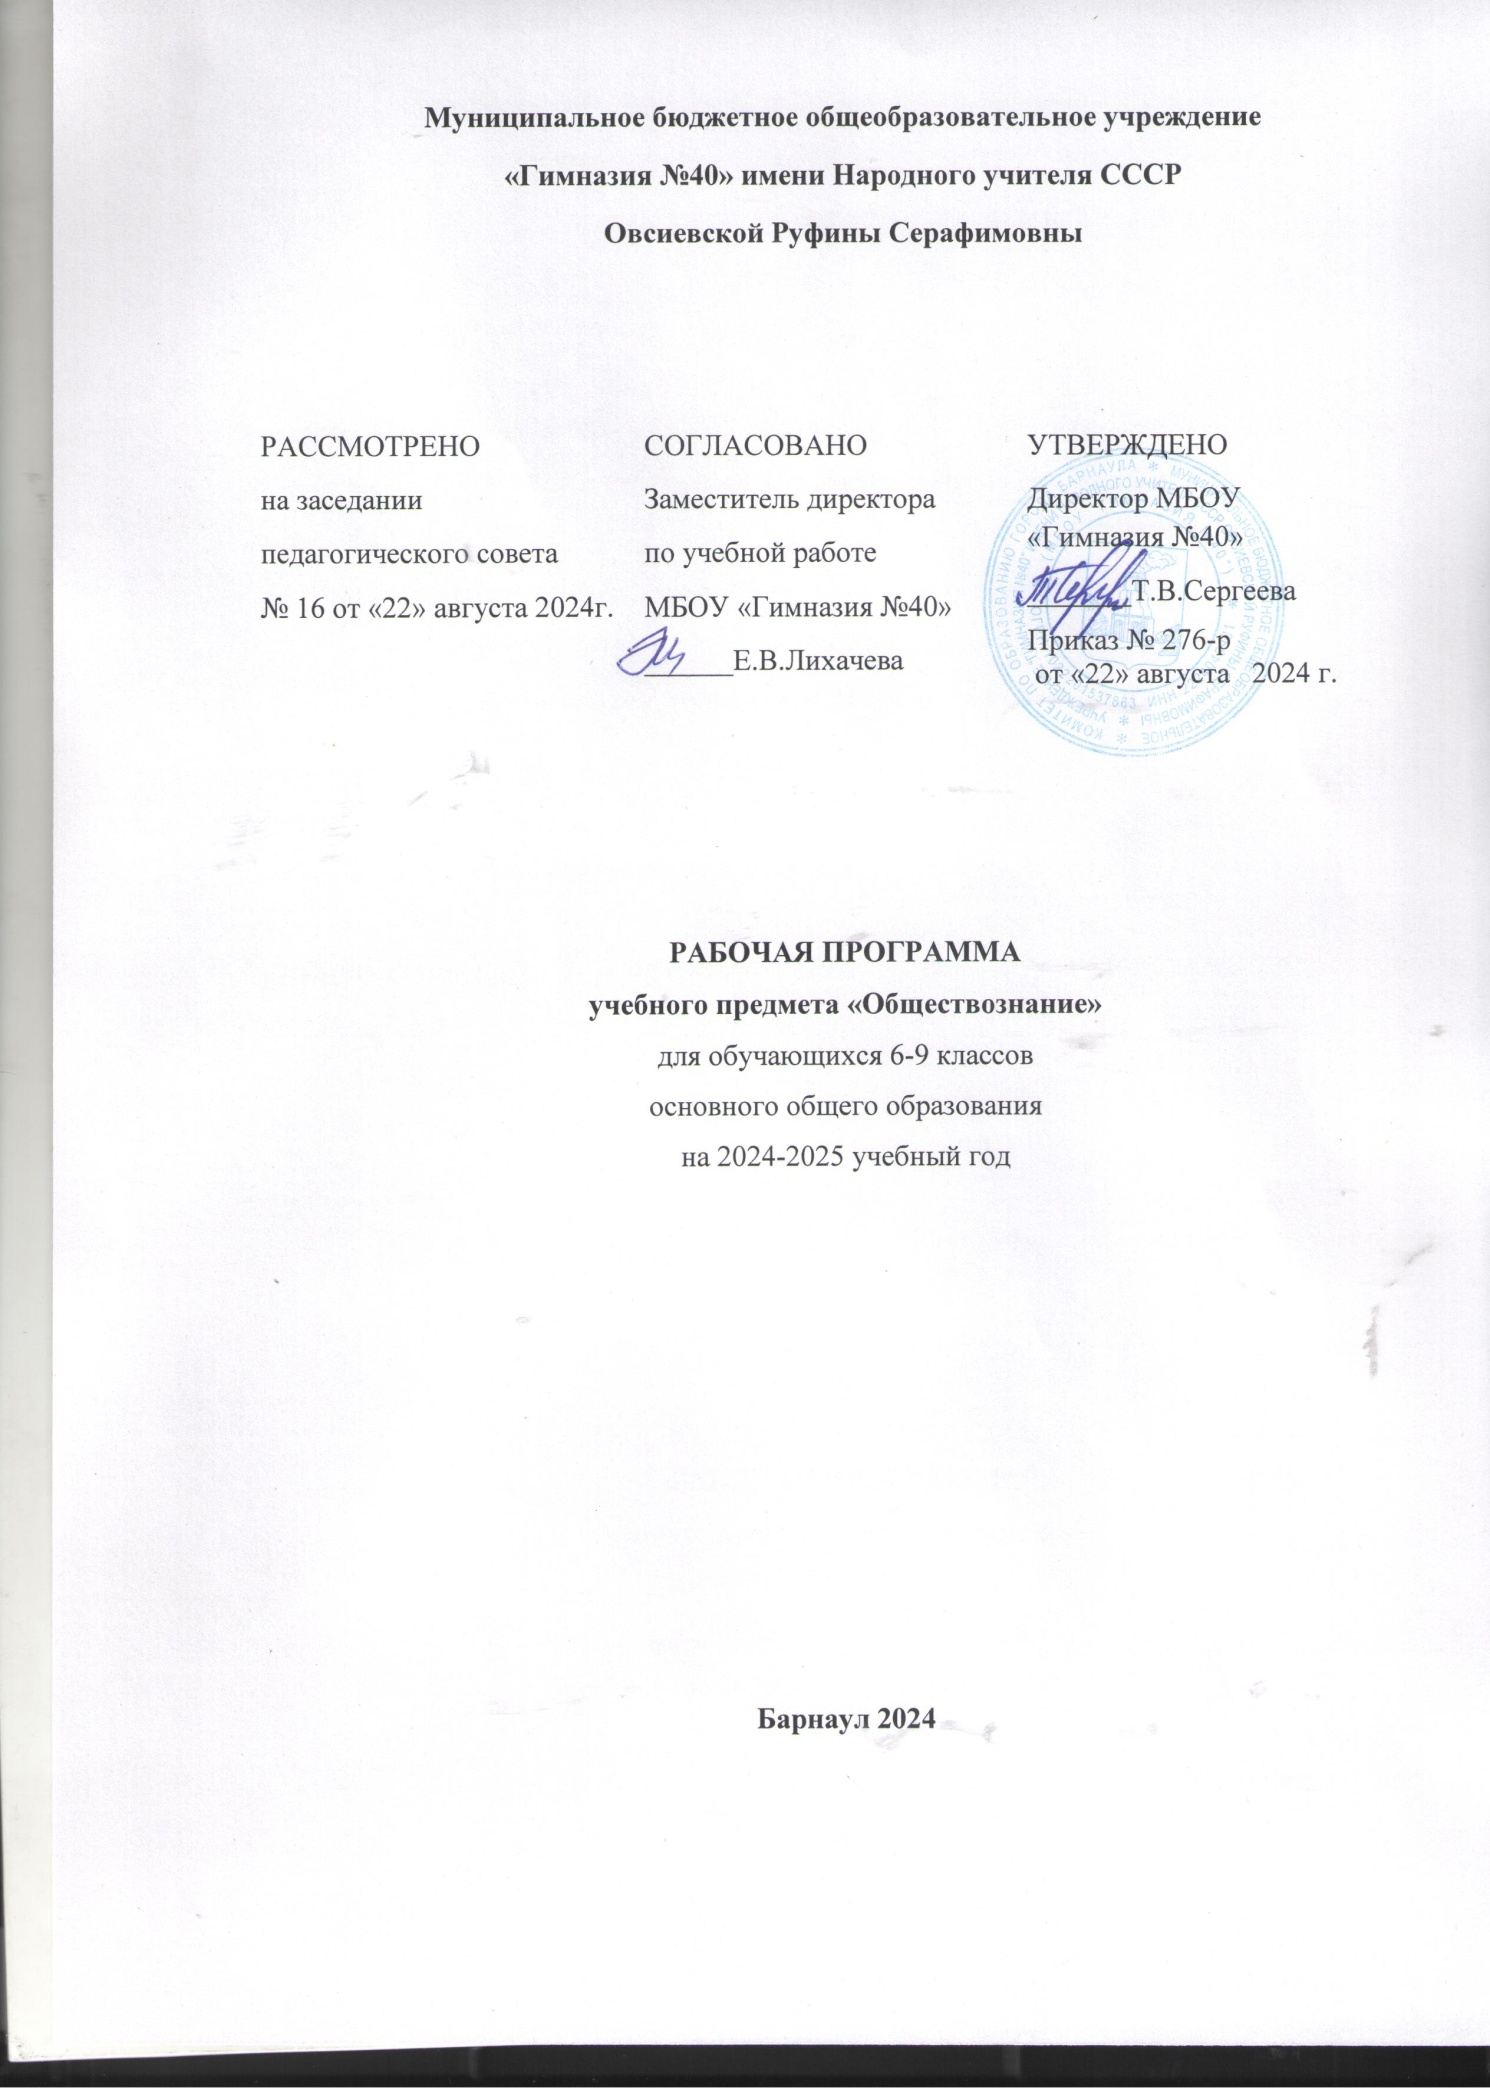 Муниципальное бюджетное общеобразовательное учреждение
«Гимназия №40» имени Народного учителя СССР
Овсиевской Руфины Серафимовны
РАССМОТРЕНО
на заседании
педагогического совета
№ 16 от «22» августа 2024г.
СОГЛАСОВАНО
Заместитель директора
по учебной работе
МБОУ «Гимназия №40»
______Е.В.Лихачева
УТВЕРЖДЕНО
Директор МБОУ
«Гимназия №40»
_______Т.В.Сергеева
Приказ № 276-р
от «22» августа 2024 г.
РАБОЧАЯ ПРОГРАММА
учебного предмета «Обществознание»
для обучающихся 6-9 классов
основного общего образования
на 2024-2025 учебный год
Барнаул 2024